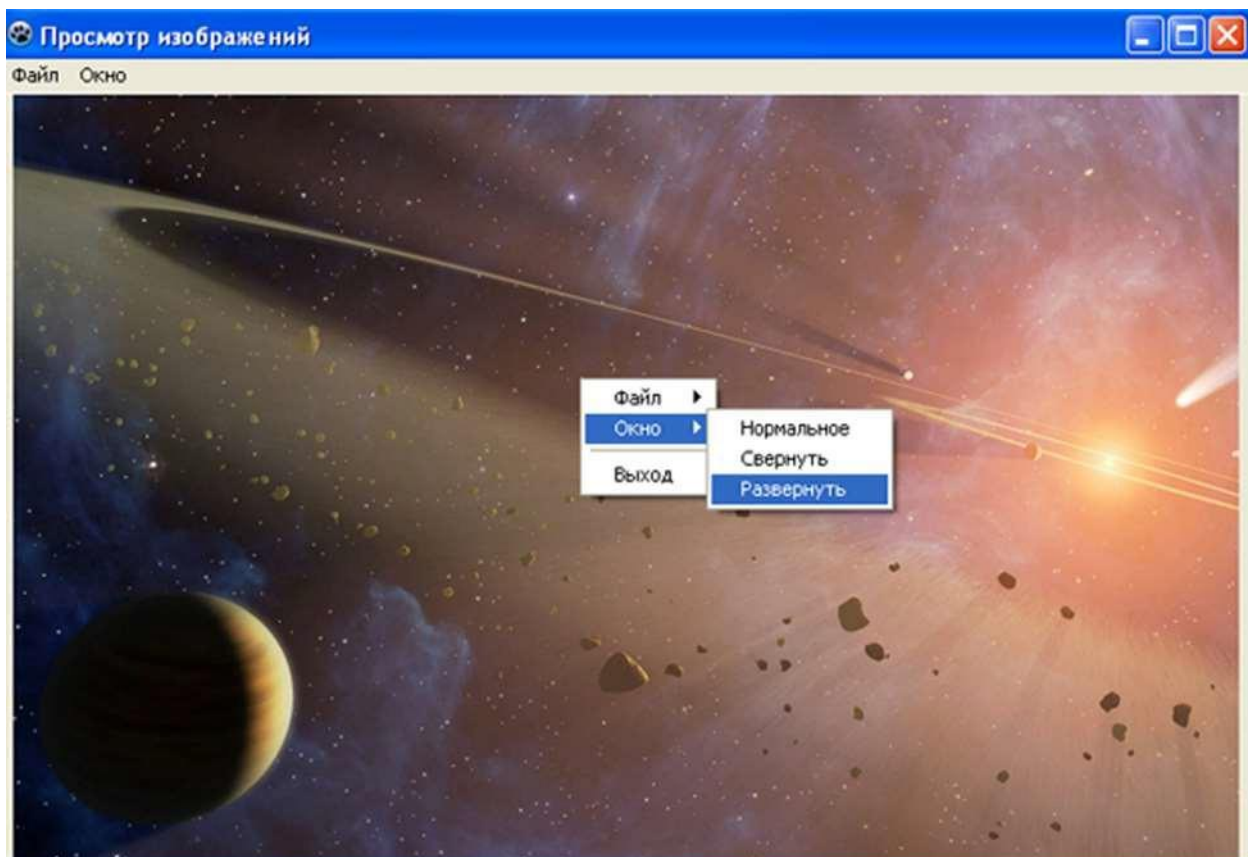 Просмотр изображений
Файл Окно
Файл
Окно
Выход
Нормальное
Свернуть
Развернуть